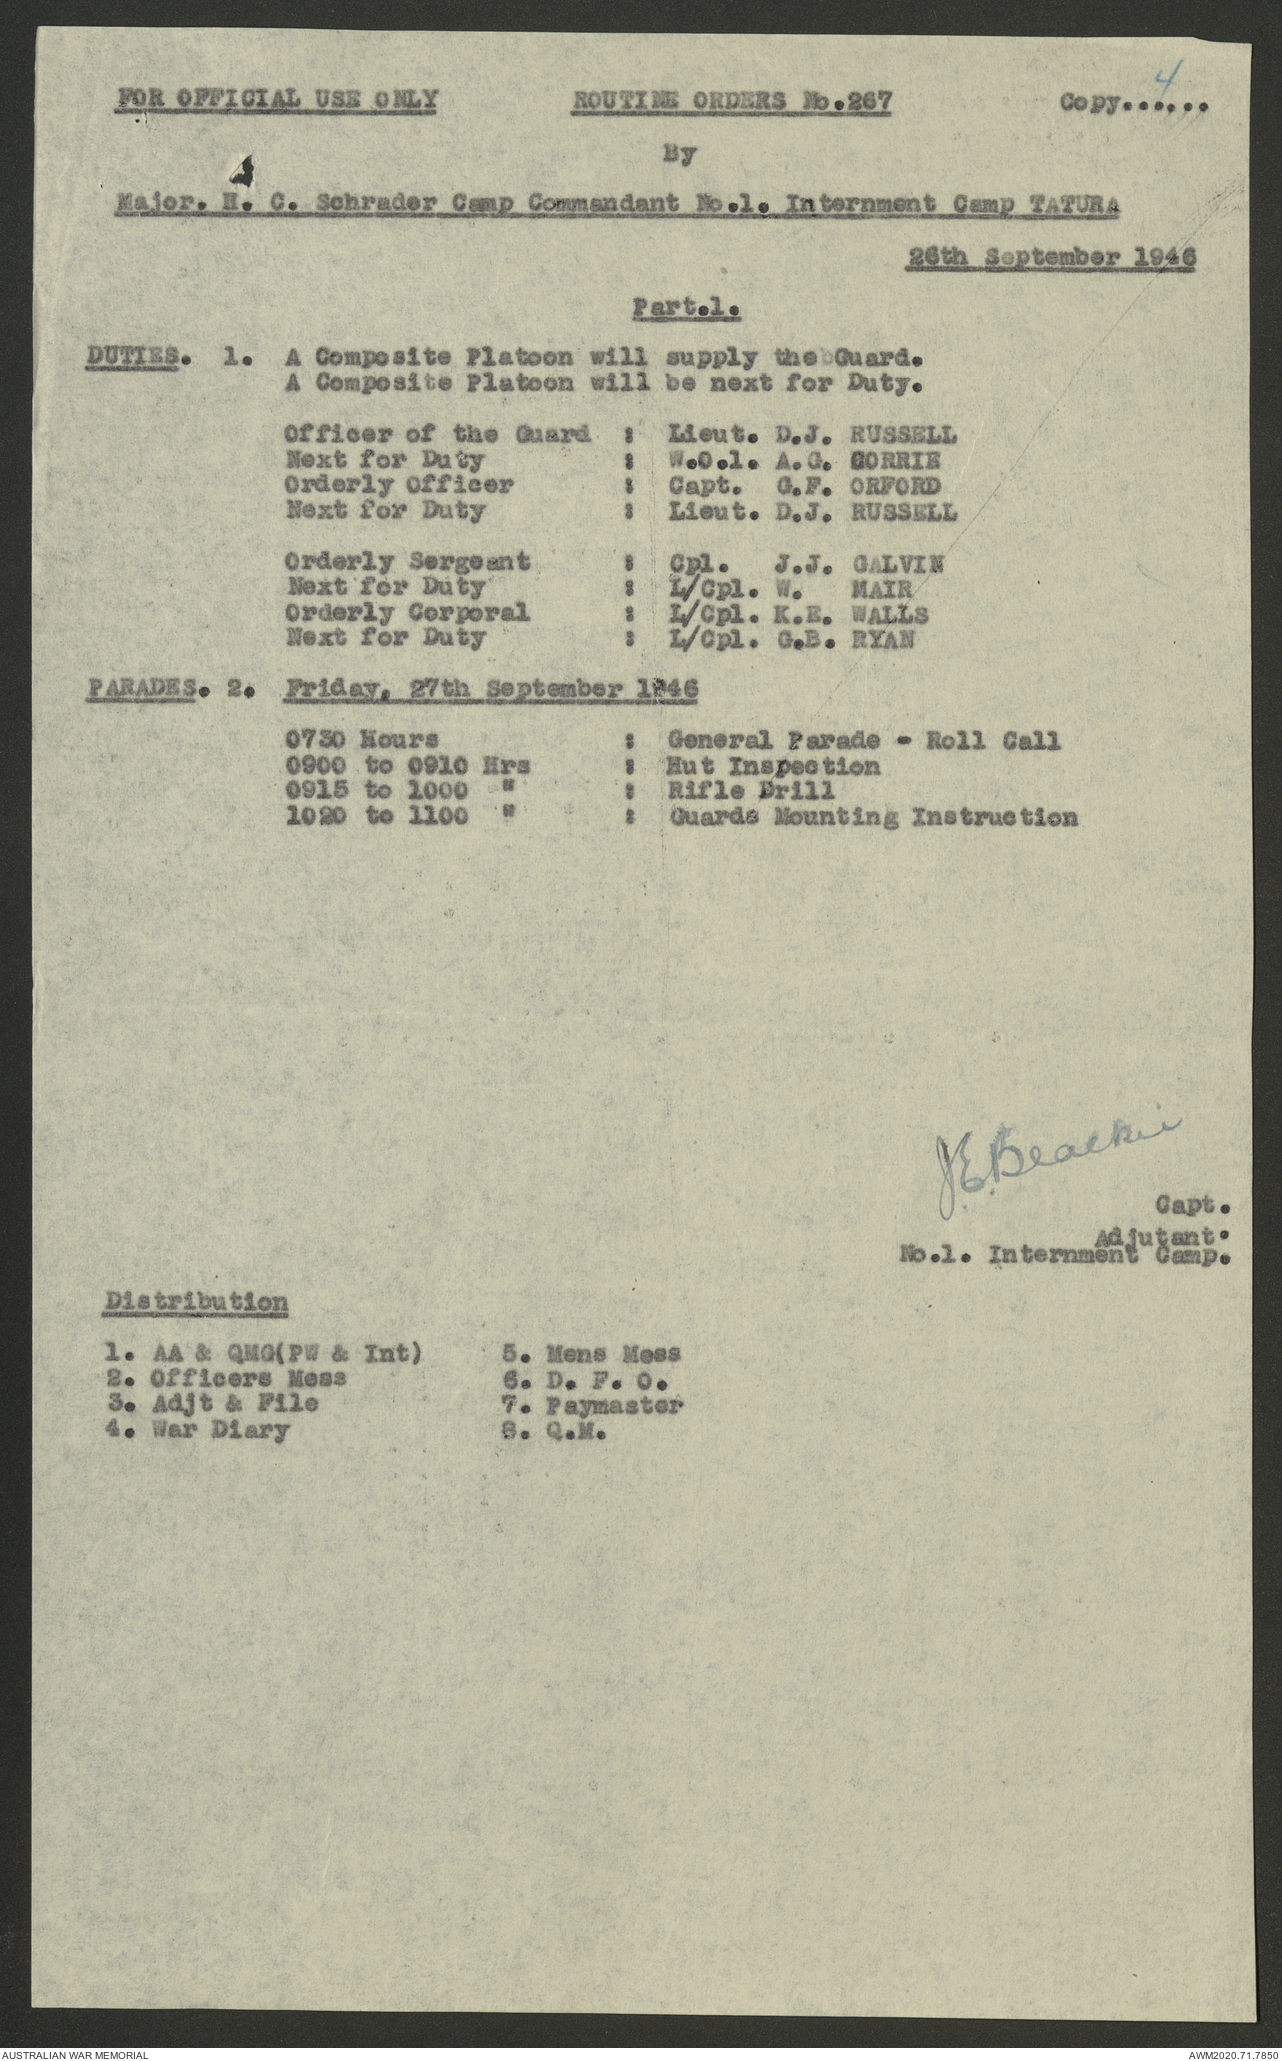 FOR OFFICIAL USE ONLY ROUTINE ORDERS No.267 Copy...4...
By
Major. H. C. Schrader Camp Commandant No.1. Internment Camp TATURA
26th September 1946
Part.1.
DUTIES. 1. A Composite Platoon will supply the Guard.
A Composite Platoon will be next for Duty.
Officer of the Guard : Lieut. D.J. RUSSELL
Next for Duty : W.O.1. A.G. CORRIE
Orderly Officer : Capt. G.F. ORFORD
Next for Duty : Lieut. D.J. RUSSELL
Orderly Sergeant : Cpl. J.J. GALVIN
Next for Duty : L/Cpl. W. MAIR
Orderly Corporal : L/Cpl. K.E. WALLS
Next for Duty : L/Cpl. G.B. RYAN
PARADES. 2. Friday, 27th September 1946
0730 Hours : General Parade - Roll Call
0900 to 0910 Hrs : Hut Inspection
0915 to 1000 " : Rifle Drill
1020 to 1100 " : Guards Mounting Instruction
J.E. Beackie
Capt.
Adjutant.
No.1. Internment Camp.
Distribution
1. AA & QMG(PW & Int) 5. Mens Mess
2. Officers Mess 6. D. F. O.
3. Adjt & File 7. Paymaster
4. War Diary 8. Q.M.
AUSTRALIAN WAR MEMORIAL AWM2020.71.7850